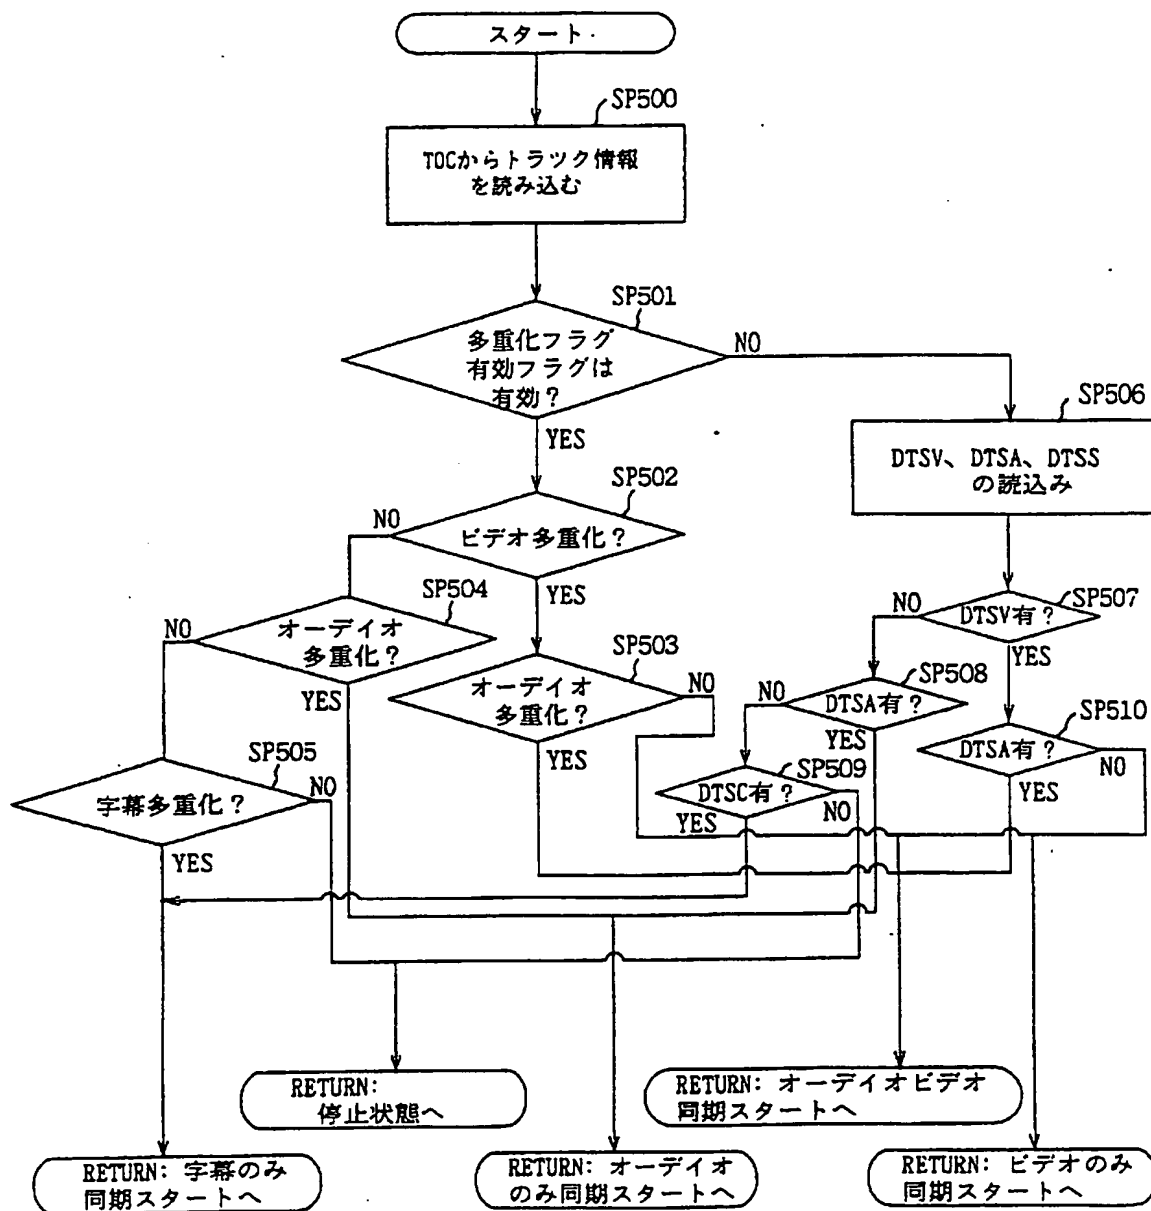 スタート
SP500
TOCからトラツク情報
を読み込む
SP501
多重化フラグ
有効フラグは
有効？
NO
YES
SP506
DTSV、DTSA、DTSS
の読込み
SP502
NO
ビデオ多重化？
YES
SP504
NO
オーデイオ
多重化？
YES
SP503
オーデイオ
多重化？
NO
YES
SP507
NO
DTSV有？
YES
SP508
NO
DTSA有？
YES
SP510
DTSA有？
NO
YES
SP505
字幕多重化？
NO
YES
SP509
DTSC有？
YES
NO
RETURN:
停止状態へ
RETURN: オーデイオビデオ
同期スタートへ
RETURN: 字幕のみ
同期スタートへ
RETURN: オーデイオ
のみ同期スタートへ
RETURN: ビデオのみ
同期スタートへ